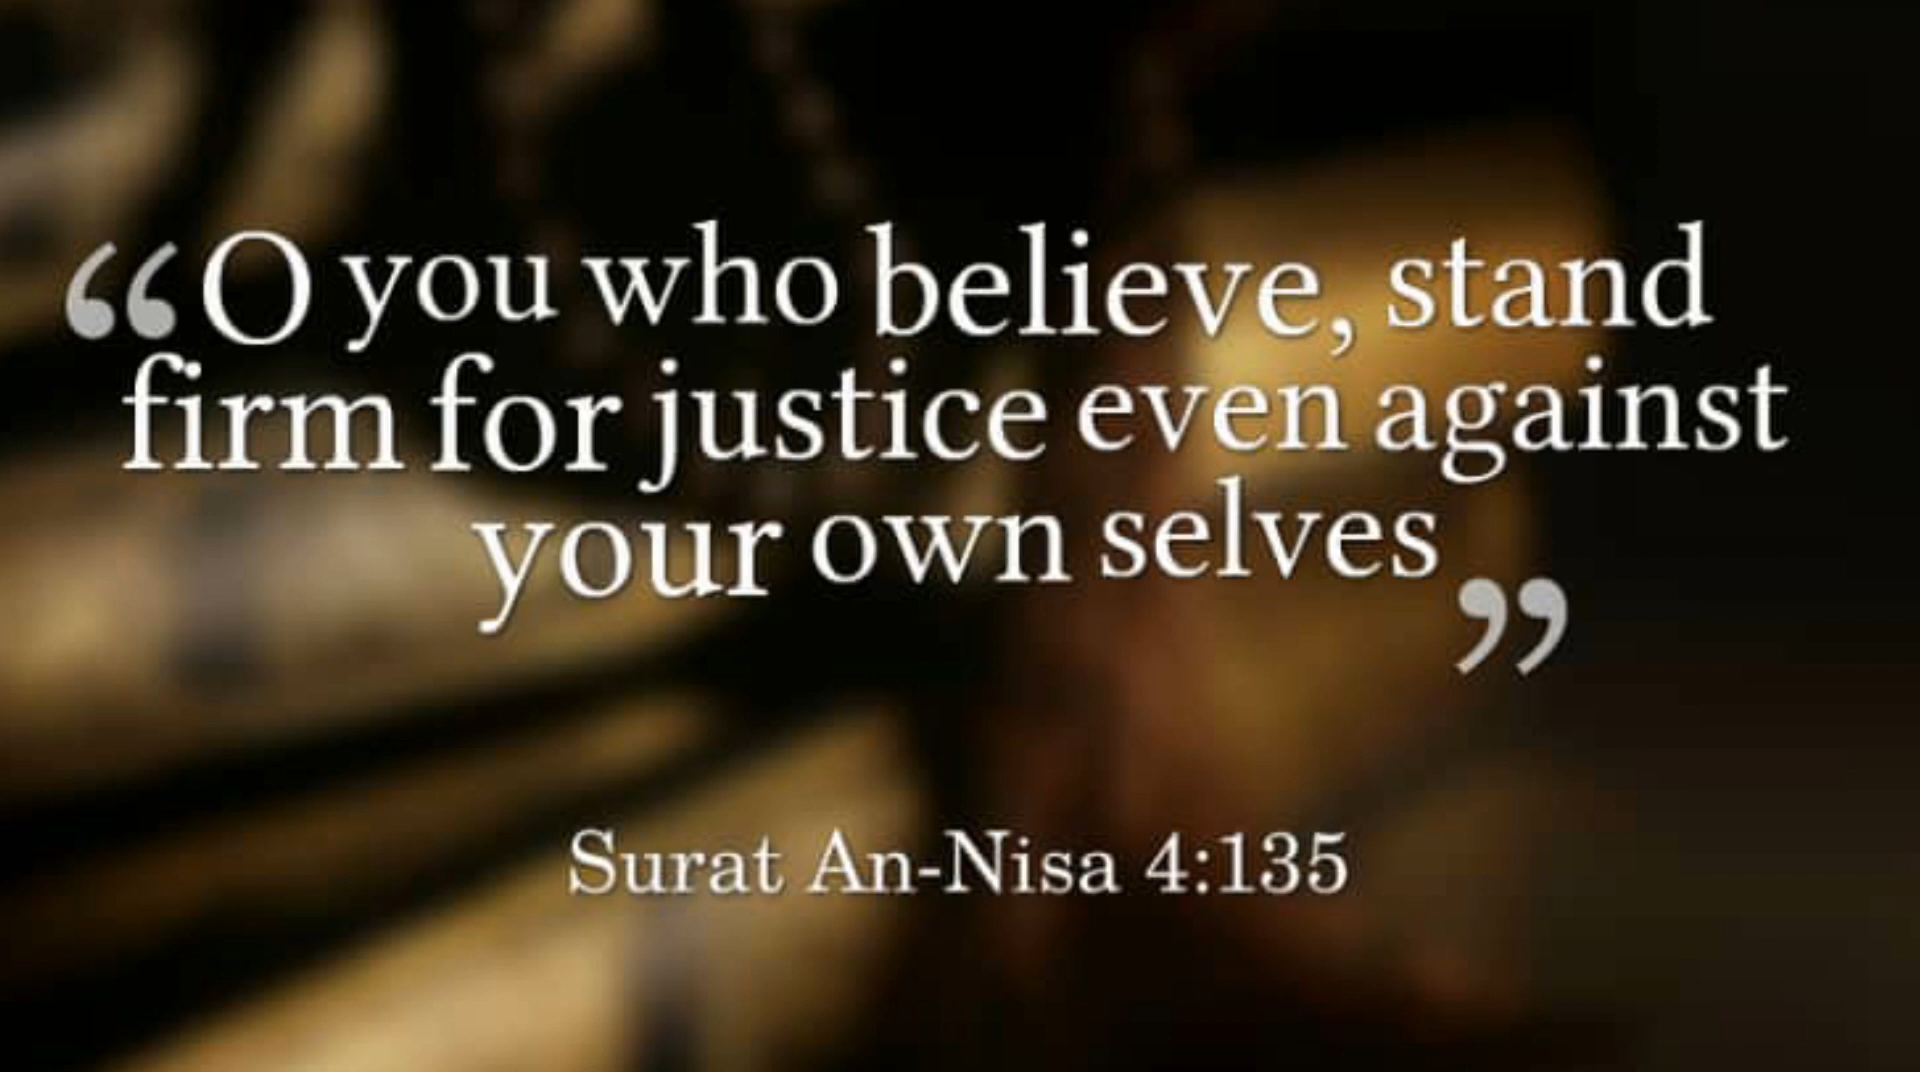 “O you who believe, stand
firm for justice even against
your own selves”
Surat An-Nisa 4:135